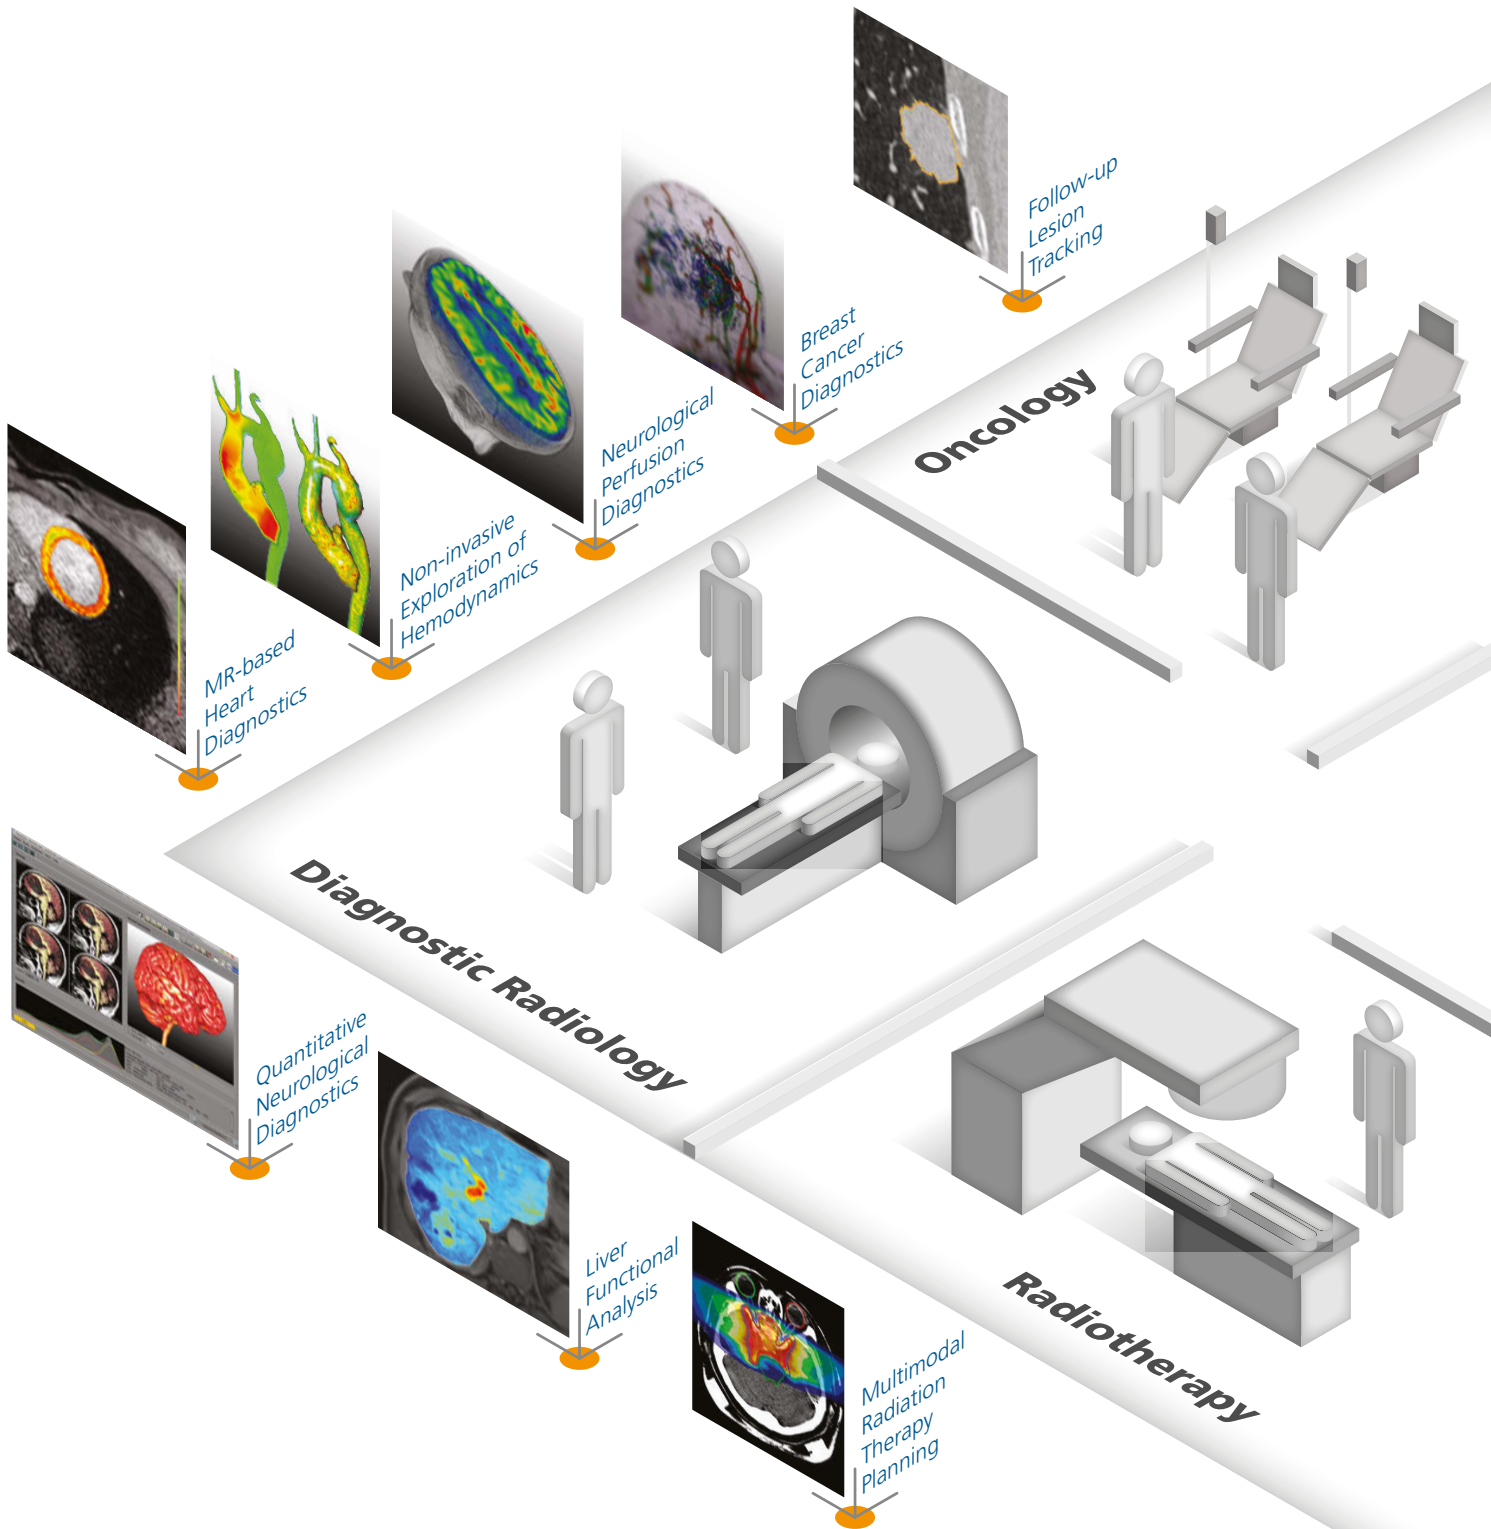 Follow-up
Lesion
Tracking
Breast
Cancer
Diagnostics
Neurological
Perfusion
Diagnostics
Non-invasive
Exploration of
Hemodynamics
MR-based
Heart
Diagnostics
Oncology
Diagnostic Radiology
Quantitative
Neurological
Diagnostics
Liver
Functional
Analysis
Radiotherapy
Multimodal
Radiation
Therapy
Planning